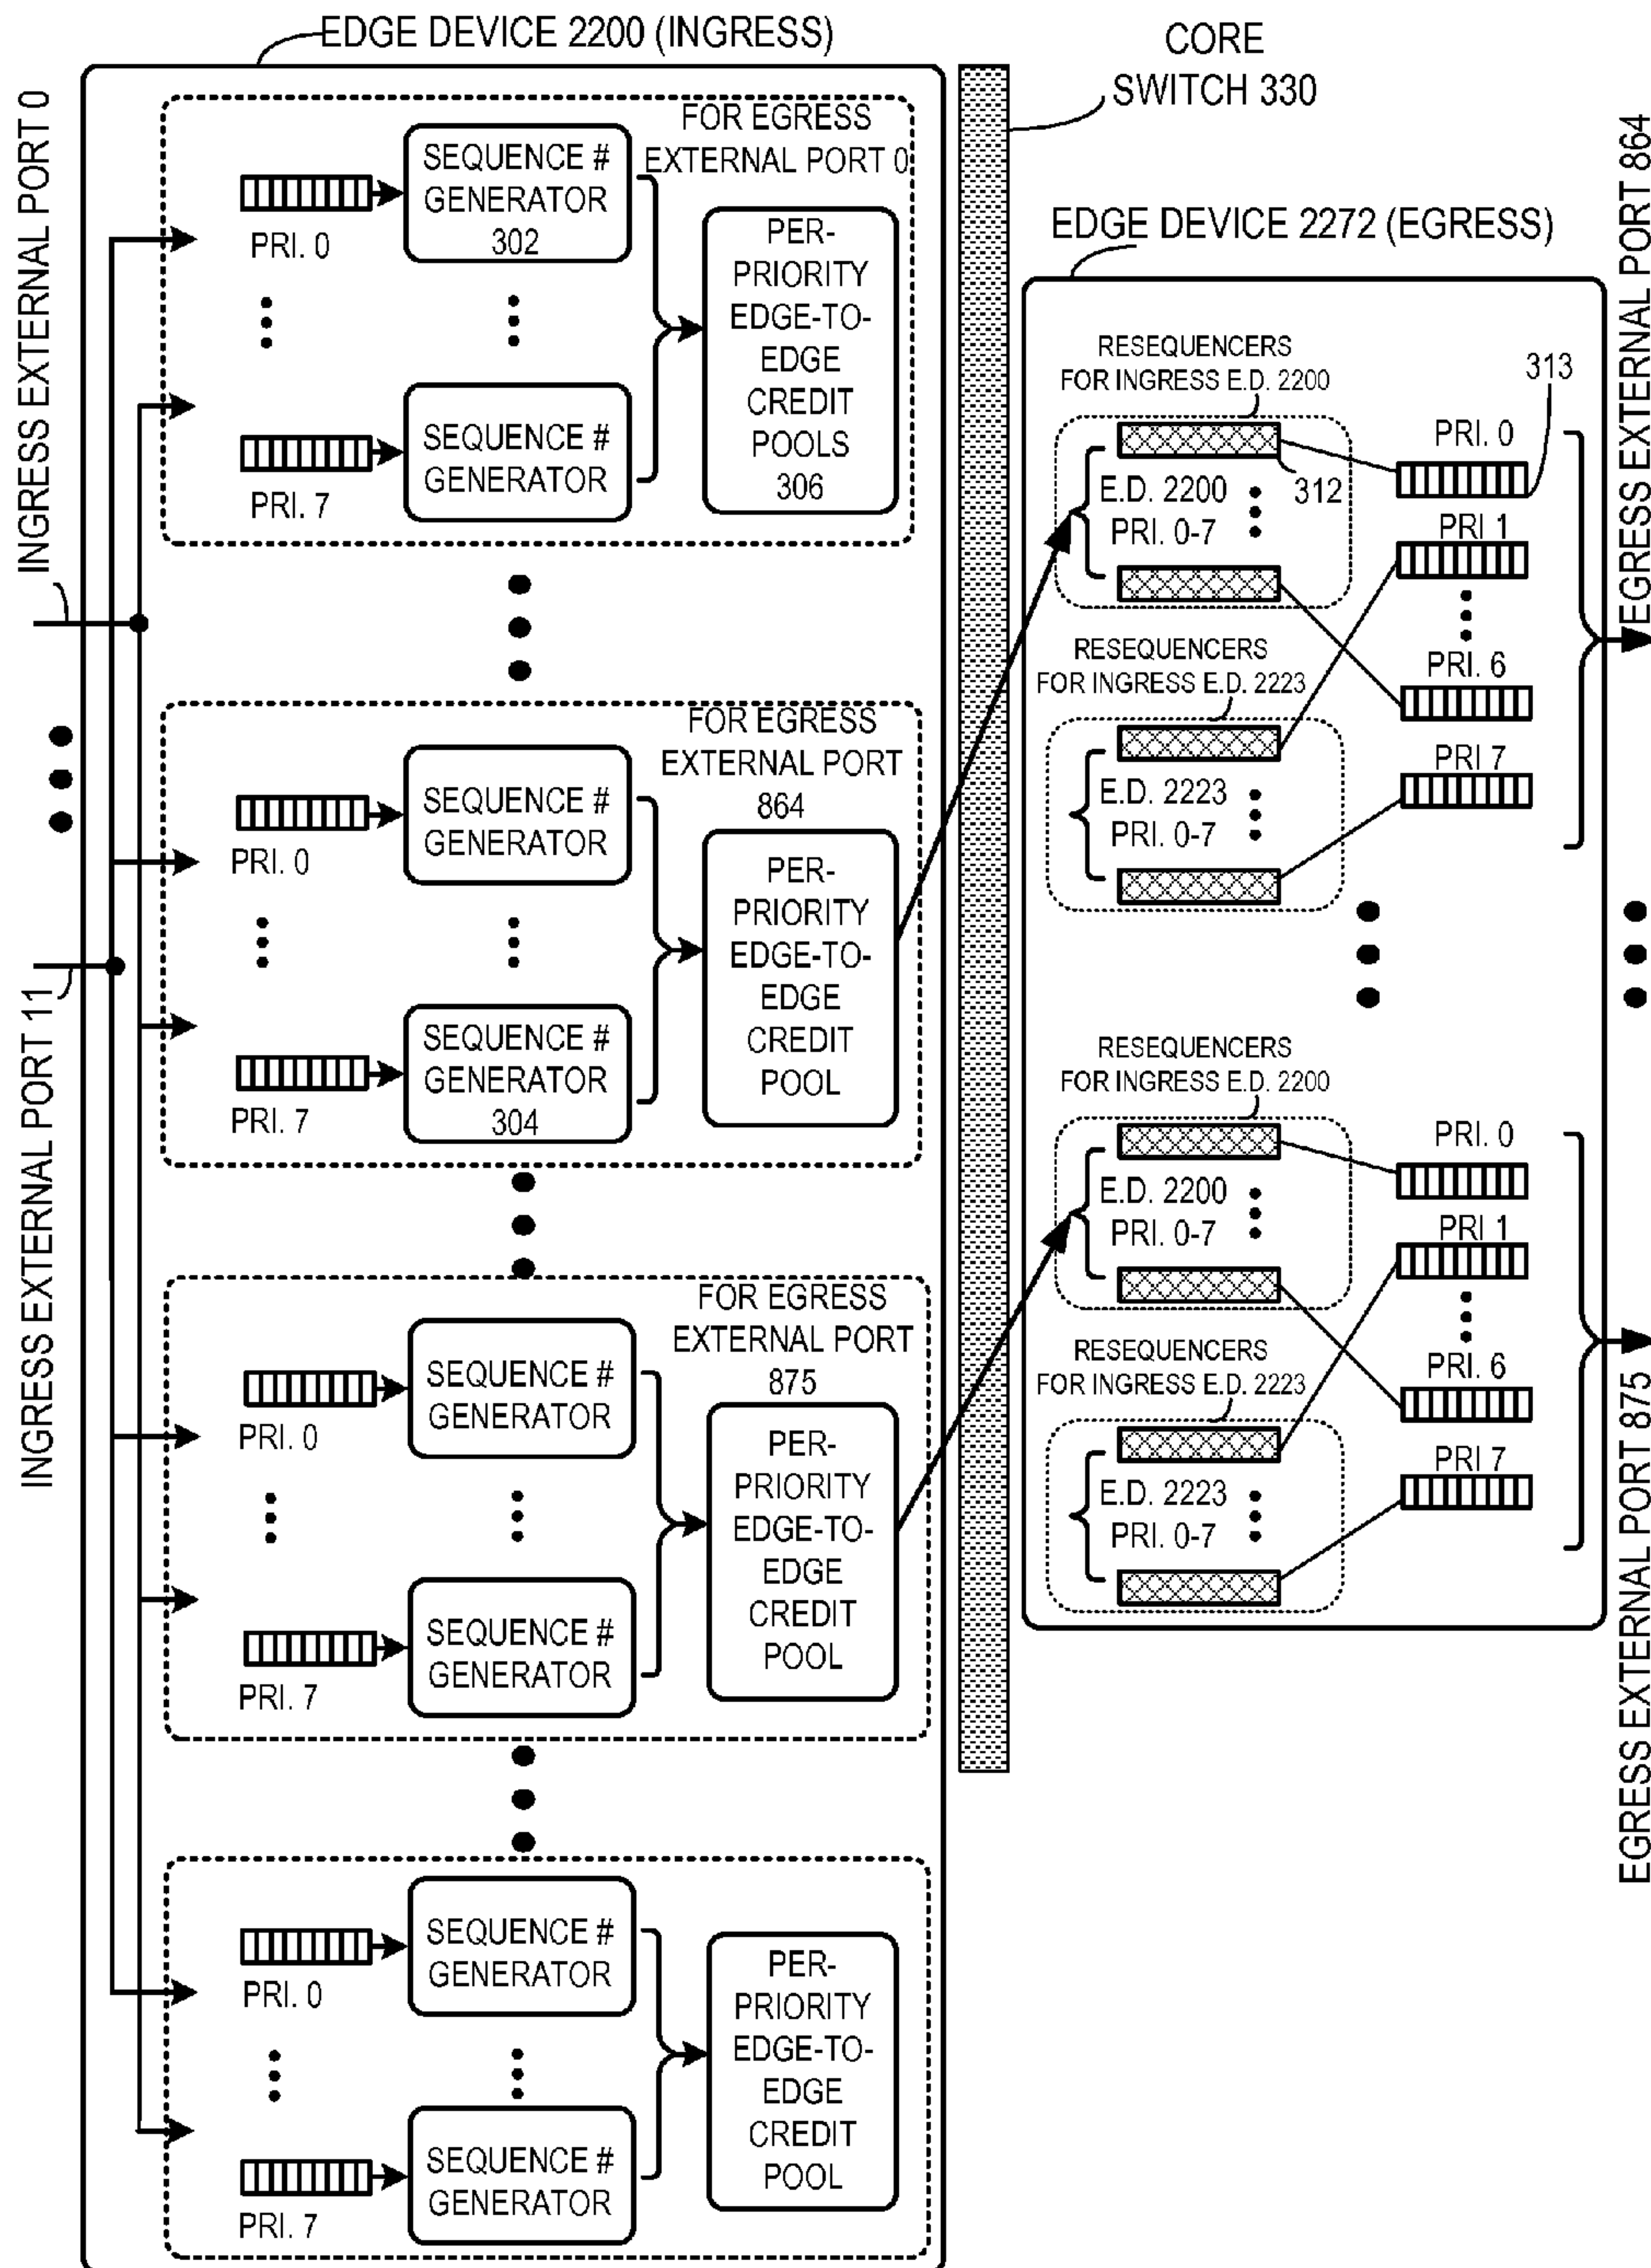 EDGE DEVICE 2200 (INGRESS)
CORE
SWITCH 330
INGRESS EXTERNAL PORT 0
INGRESS EXTERNAL PORT 11
FOR EGRESS
EXTERNAL PORT 0
PRI. 0
SEQUENCE #
GENERATOR
302
PRI. 7
SEQUENCE #
GENERATOR
PER-
PRIORITY
EDGE-TO-
EDGE
CREDIT
POOLS
306
FOR EGRESS
EXTERNAL PORT
864
PRI. 0
SEQUENCE #
GENERATOR
PRI. 7
SEQUENCE #
GENERATOR
304
PER-
PRIORITY
EDGE-TO-
EDGE
CREDIT
POOL
FOR EGRESS
EXTERNAL PORT
875
PRI. 0
SEQUENCE #
GENERATOR
PRI. 7
SEQUENCE #
GENERATOR
PER-
PRIORITY
EDGE-TO-
EDGE
CREDIT
POOL
PRI. 0
SEQUENCE #
GENERATOR
PRI. 7
SEQUENCE #
GENERATOR
PER-
PRIORITY
EDGE-TO-
EDGE
CREDIT
POOL
EDGE DEVICE 2272 (EGRESS)
RESEQUENCERS
FOR INGRESS E.D. 2200
E.D. 2200
PRI. 0-7
312
313
PRI. 0
PRI 1
PRI. 6
PRI 7
RESEQUENCERS
FOR INGRESS E.D. 2223
E.D. 2223
PRI. 0-7
EGRESS EXTERNAL PORT 864
RESEQUENCERS
FOR INGRESS E.D. 2200
E.D. 2200
PRI. 0-7
PRI. 0
PRI 1
PRI. 6
PRI 7
RESEQUENCERS
FOR INGRESS E.D. 2223
E.D. 2223
PRI. 0-7
EGRESS EXTERNAL PORT 875